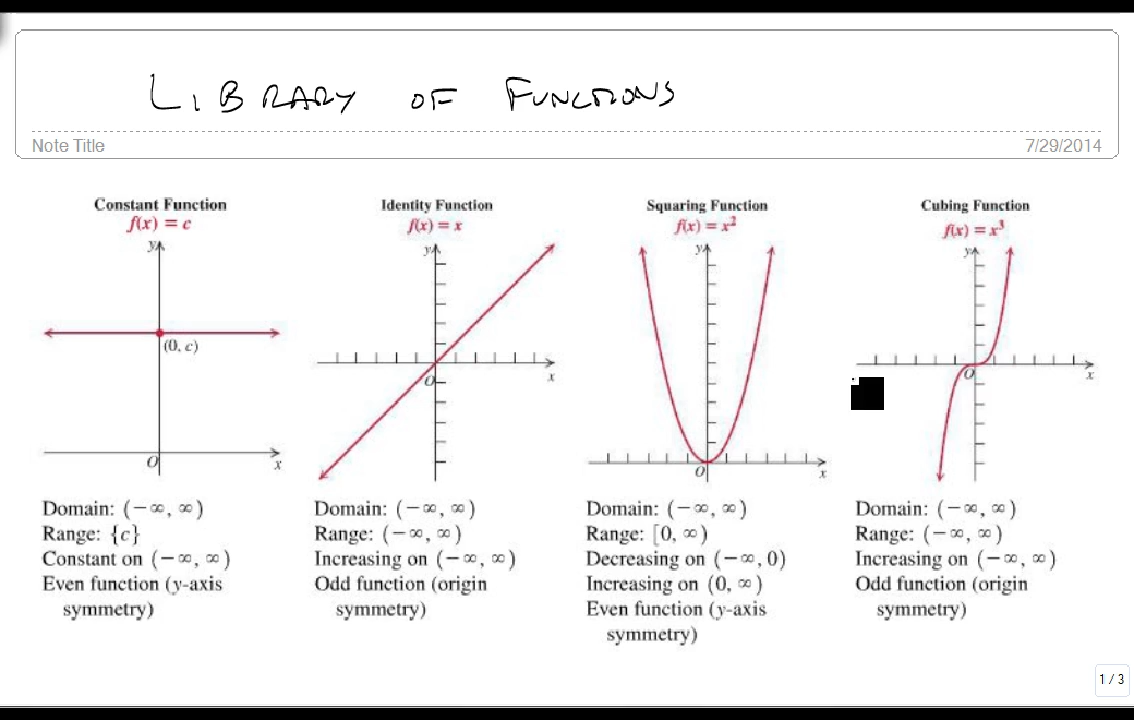 LIBRARY OF FUNCTIONS
Note Title
7/29/2014
Constant Function
f(x) = c
y
(0, c)
O
x
Domain: (−∞, ∞)
Range: {c}
Constant on (−∞, ∞)
Even function (y-axis
symmetry)
Identity Function
f(x) = x
y
O
x
Domain: (−∞, ∞)
Range: (−∞, ∞)
Increasing on (−∞, ∞)
Odd function (origin
symmetry)
Squaring Function
f(x) = x²
y
O
x
Domain: (−∞, ∞)
Range: [0, ∞)
Decreasing on (−∞, 0)
Increasing on (0, ∞)
Even function (y-axis
symmetry)
Cubing Function
f(x) = x³
y
O
x
Domain: (−∞, ∞)
Range: (−∞, ∞)
Increasing on (−∞, ∞)
Odd function (origin
symmetry)
1 / 3